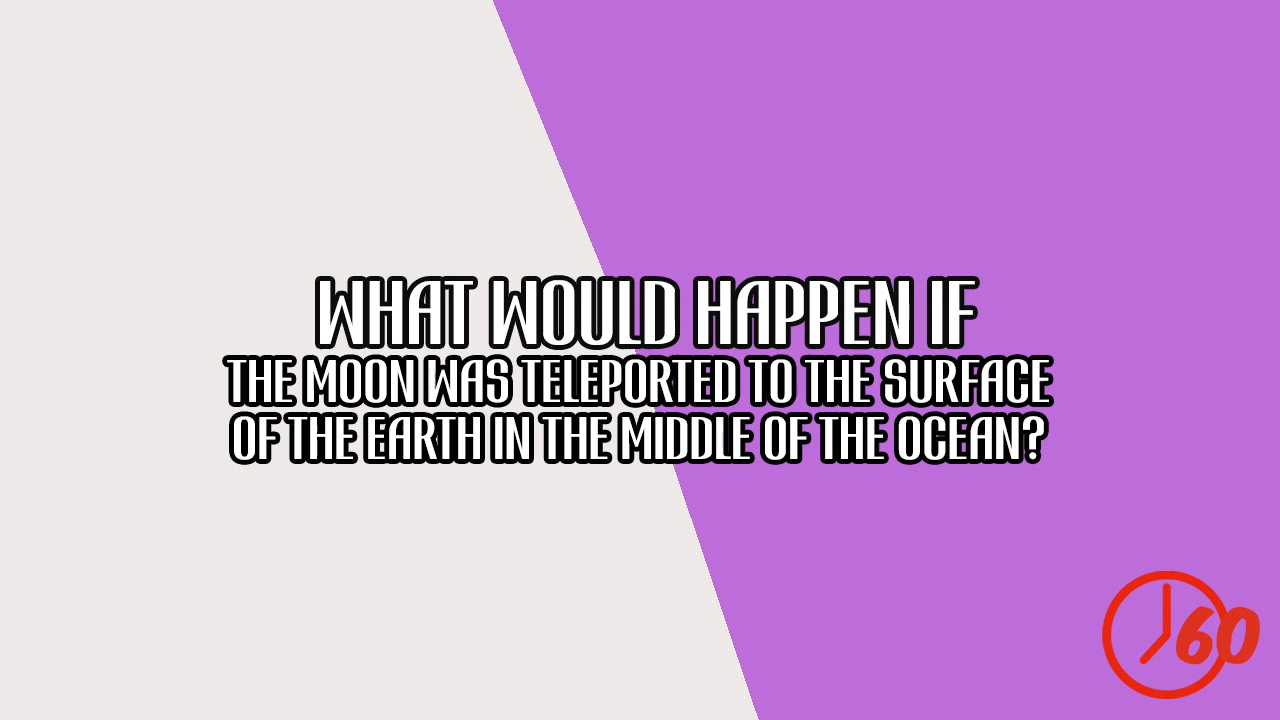 WHAT WOULD HAPPEN IF
THE MOON WAS TELEPORTED TO THE SURFACE
OF THE EARTH IN THE MIDDLE OF THE OCEAN?
60